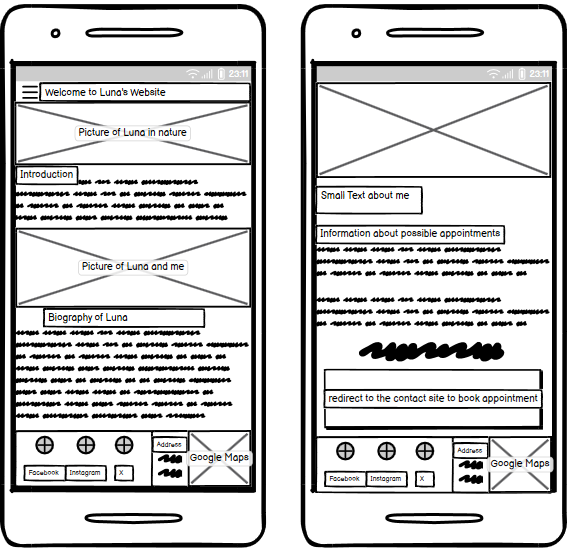 23:11
Welcome to Luna's Website
Picture of Luna in nature
Introduction
Picture of Luna and me
Biography of Luna
Facebook
Instagram
X
Address
Google Maps
23:11
Small Text about me
Information about possible appointments
redirect to the contact site to book appointment
Facebook
Instagram
X
Address
Google Maps